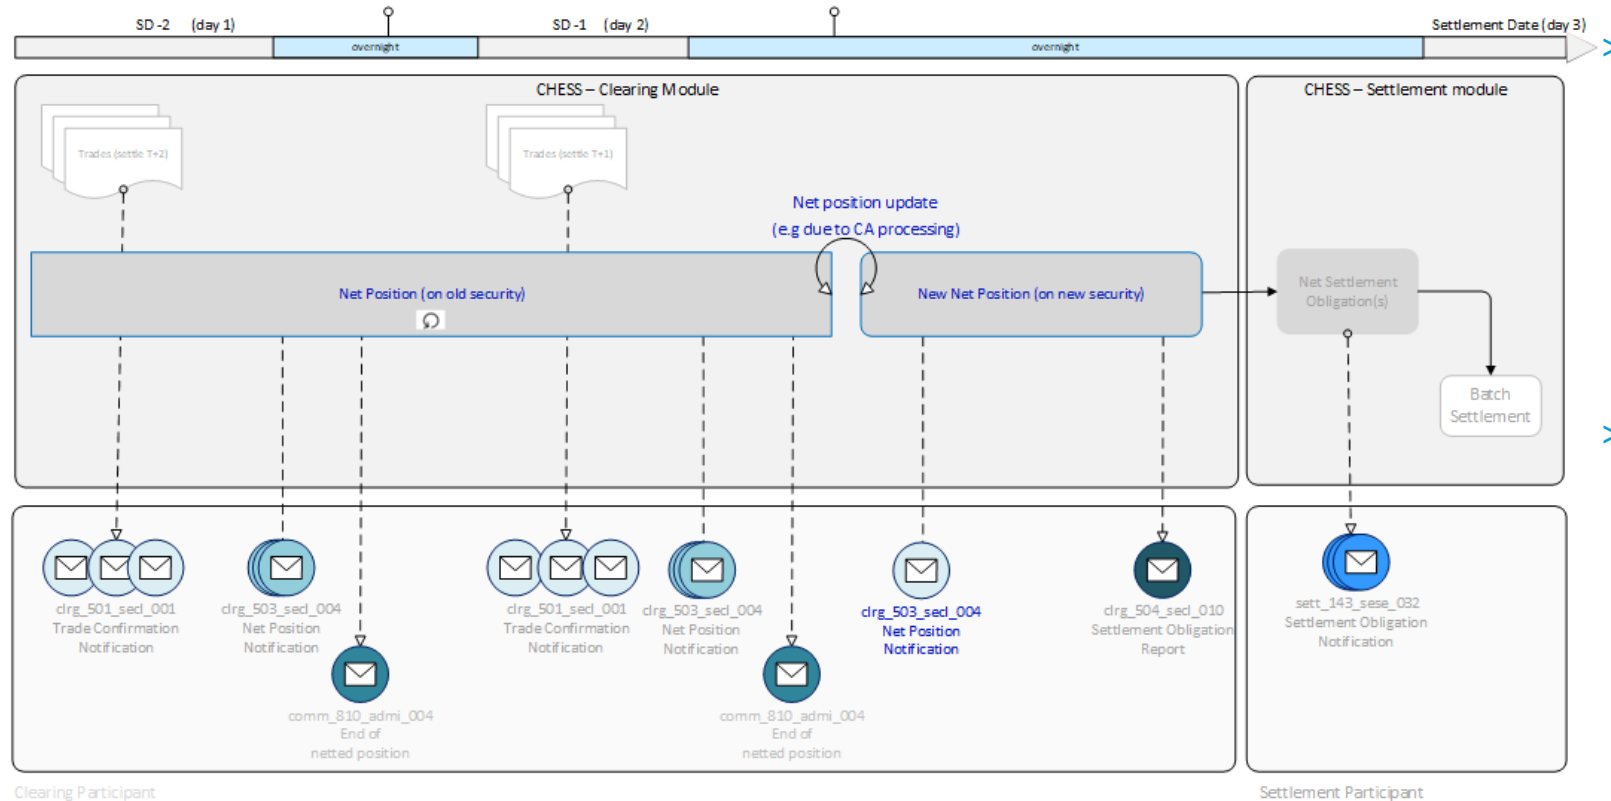 SD -2 (day 1)
SD -1 (day 2)
Settlement Date (day 3)
overnight
overnight
CHESS – Clearing Module
CHESS – Settlement module
Trades (settle T+2)
Trades (settle T+1)
Net position update
(e.g due to CA processing)
Net Position (on old security)
New Net Position (on new security)
Net Settlement
Obligation(s)
Batch
Settlement
clrg_501_secl_001
Trade Confirmation
Notification
clrg_503_secl_004
Net Position
Notification
comm_810_admi_004
End of
netted position
clrg_501_secl_001
Trade Confirmation
Notification
clrg_503_secl_004
Net Position
Notification
comm_810_admi_004
End of
netted position
clrg_503_secl_004
Net Position
Notification
clrg_504_secl_010
Settlement Obligation
Report
sett_143_sese_032
Settlement Obligation
Notification
Clearing Participant
Settlement Participant